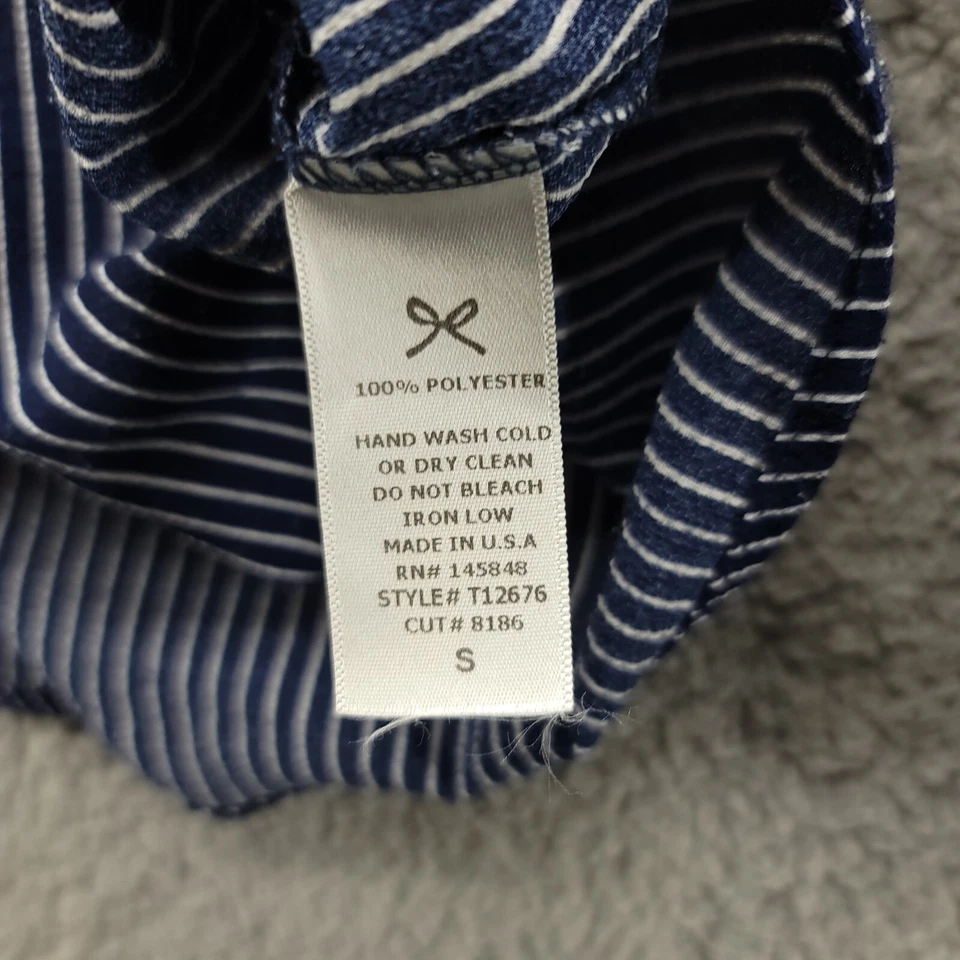 100% POLYESTER
HAND WASH COLD
OR DRY CLEAN
DO NOT BLEACH
IRON LOW
MADE IN U.S.A
RN# 145848
STYLE# T12676
CUT# 8186
S